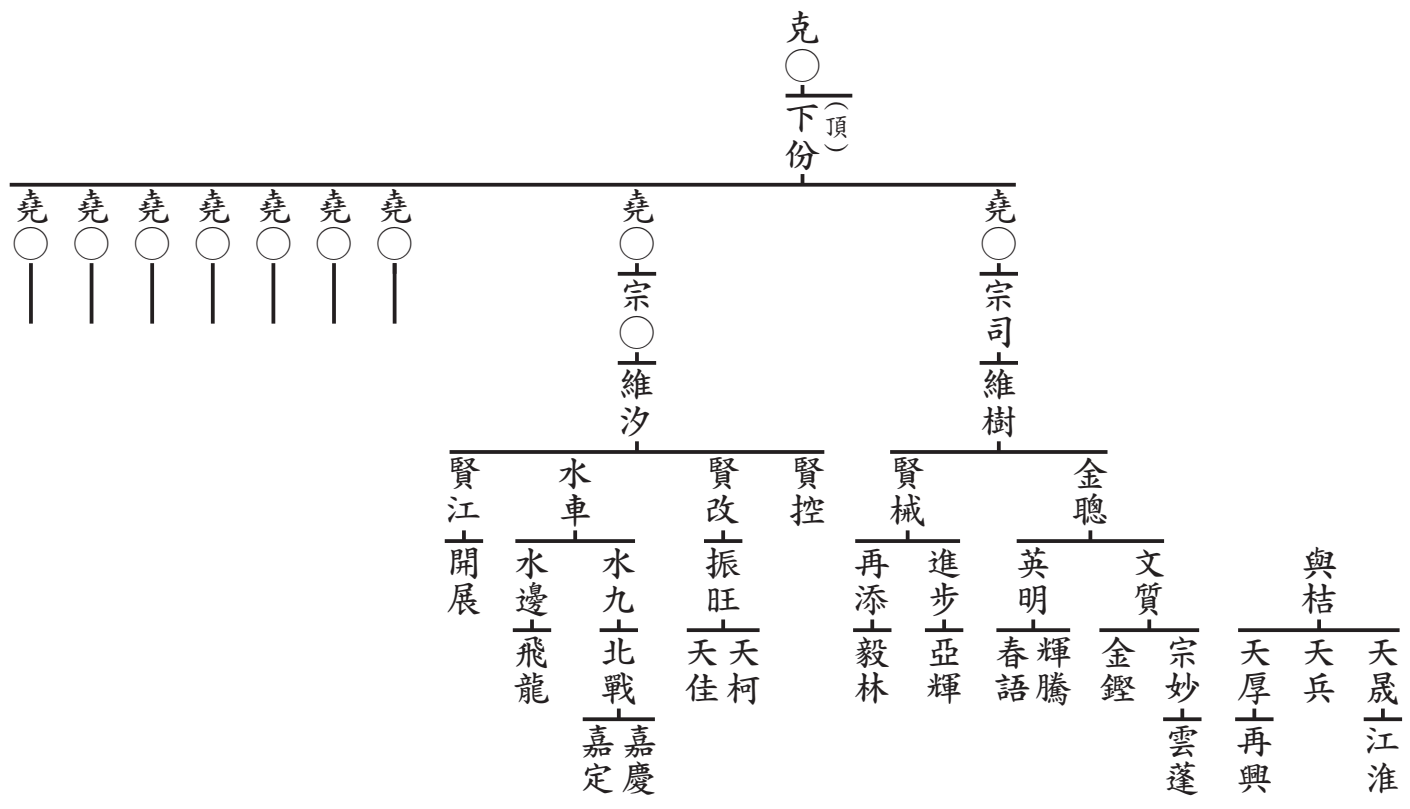 克○
下份
(頂)
堯○
堯○
堯○
堯○
堯○
堯○
堯○
堯○
堯○
宗司
宗○
維樹
維汐
金聰
賢械
賢控
賢改
水車
賢江
與枯
文質
英明
進步
再添
振旺
水九
水邊
開展
天晟
天兵
天厚
宗妙
金鏗
輝騰
春語
亞輝
毅林
天柯
天佳
北戰
飛龍
江淮
再興
雲蓬
嘉慶
嘉定